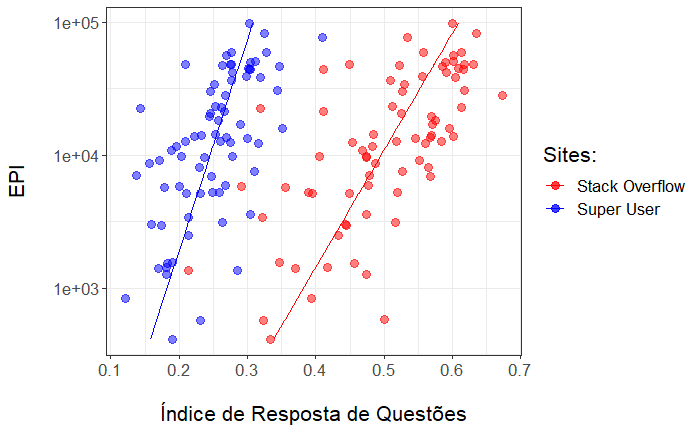 1e+05
1e+04
1e+03
EPI
0.1 0.2 0.3 0.4 0.5 0.6 0.7
Índice de Resposta de Questões
Sites:
Stack Overflow
Super User